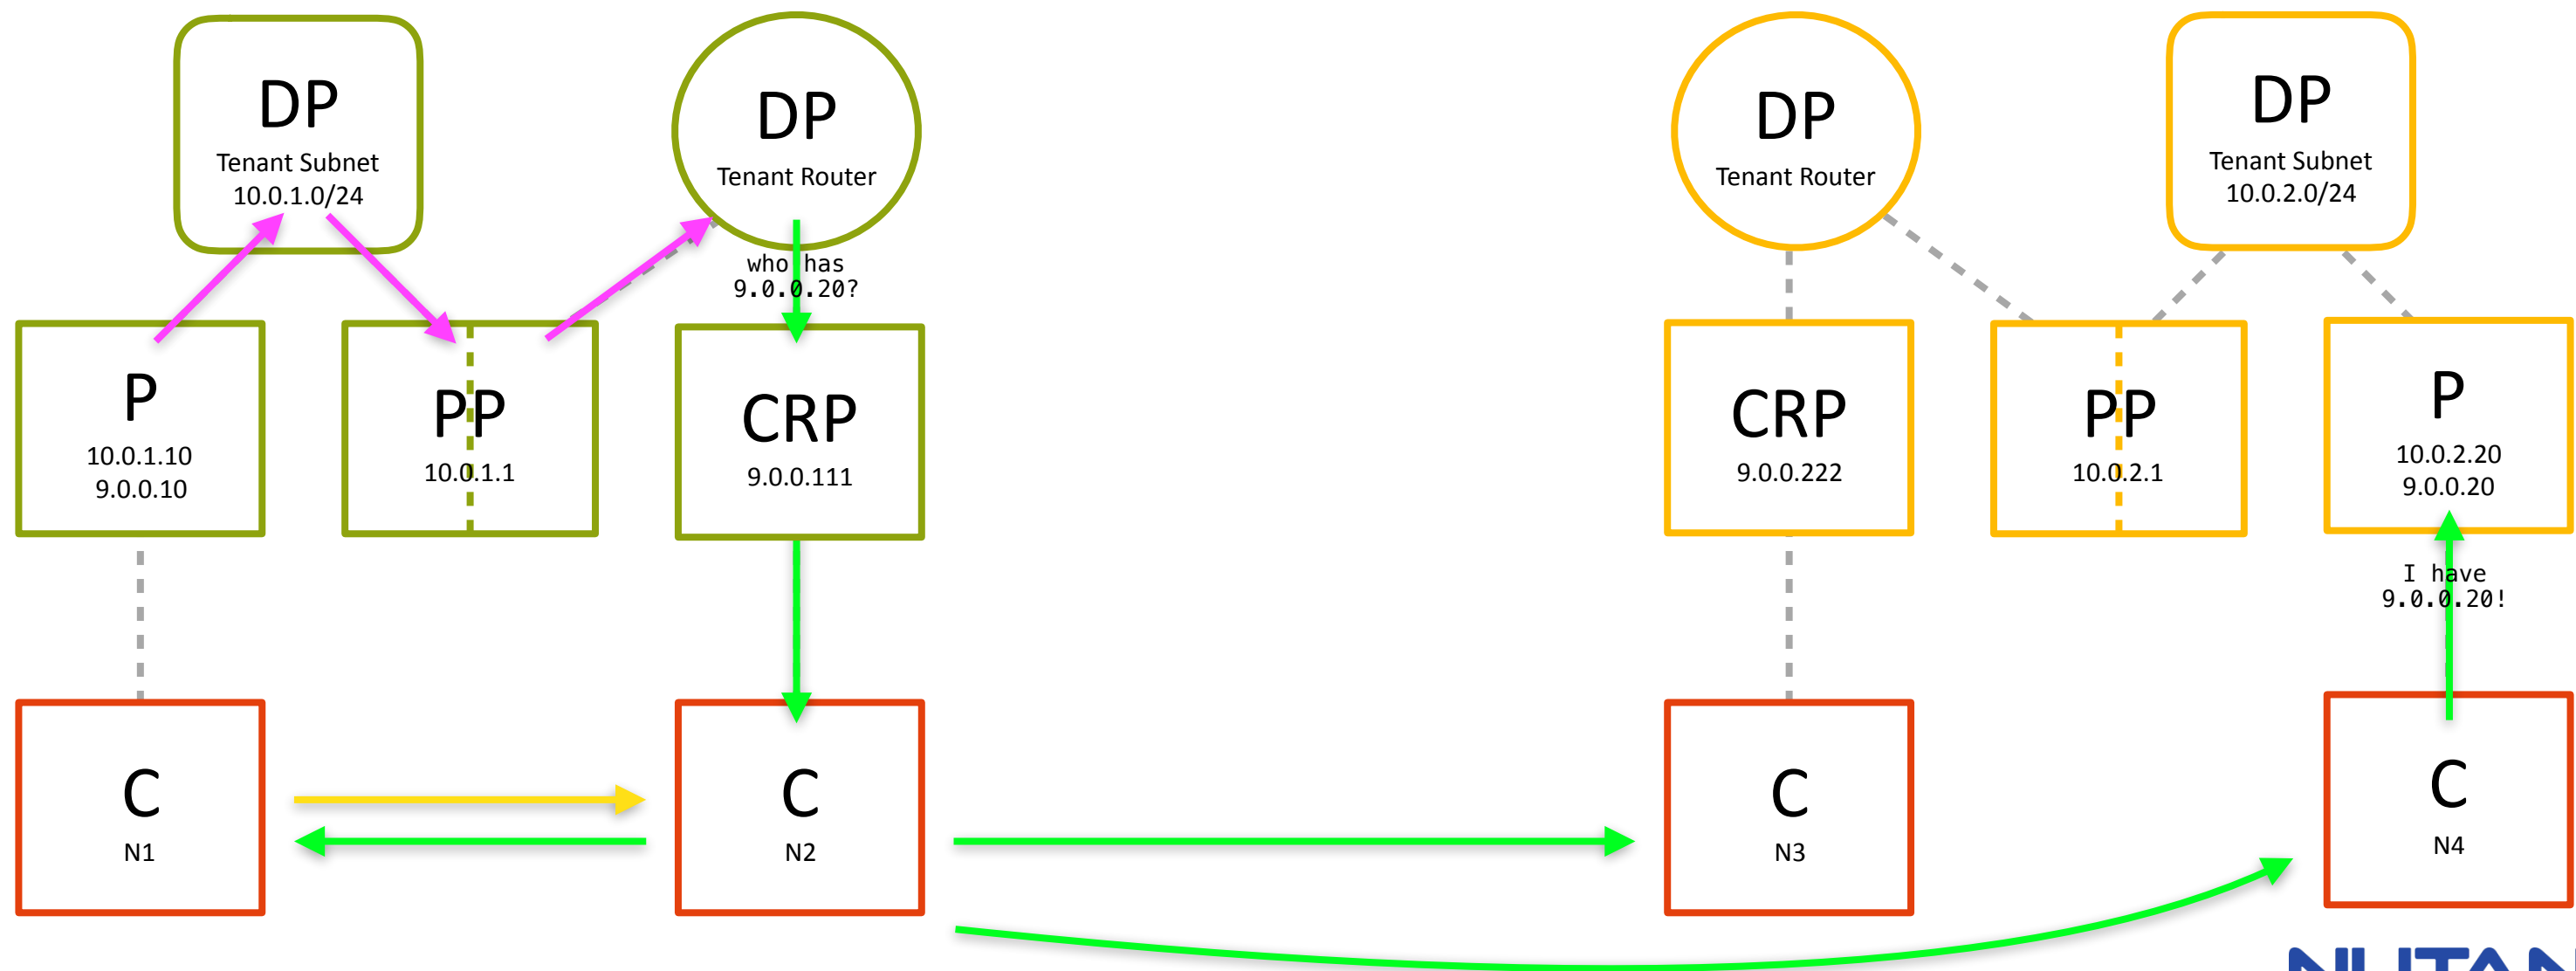 DP
Tenant Subnet
10.0.1.0/24
DP
Tenant Router
who has
9.0.0.20?
DP
Tenant Router
DP
Tenant Subnet
10.0.2.0/24
P
10.0.1.10
9.0.0.10
PP
10.0.1.1
CRP
9.0.0.111
CRP
9.0.0.222
PP
10.0.2.1
P
10.0.2.20
9.0.0.20
I have
9.0.0.20!
C
N1
C
N2
C
N3
C
N4